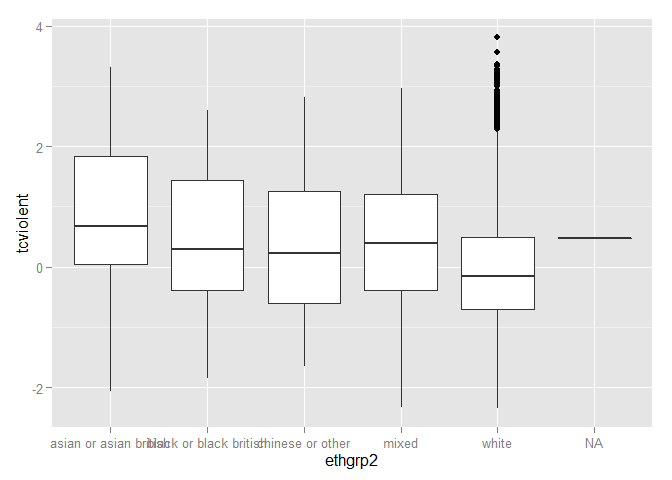 4
2
0
-2
tcviolent
asian or asian british
black or black british
chinese or other
mixed
white
NA
ethgrp2